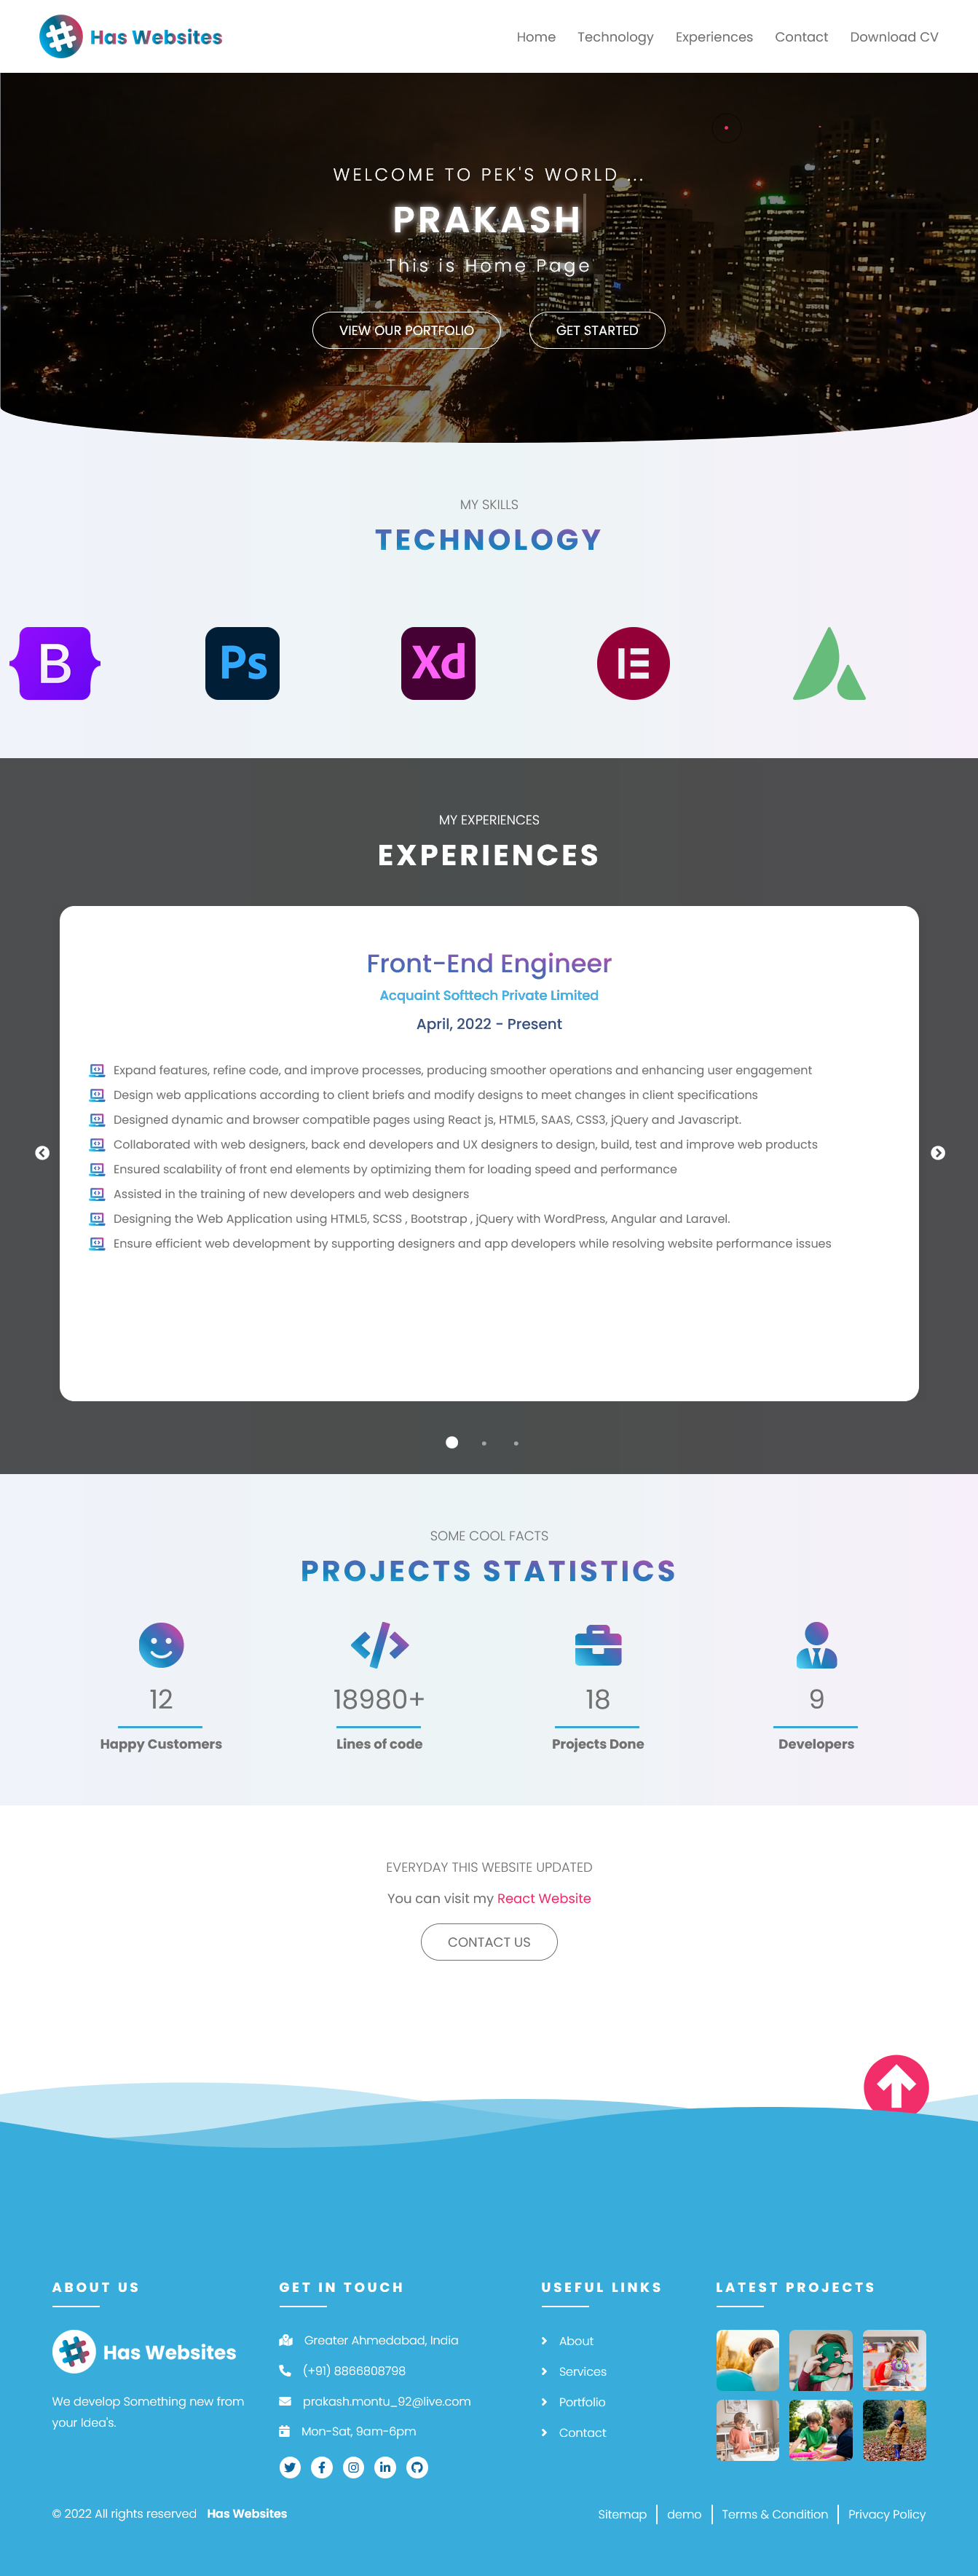 Has Websites
Home Technology Experiences Contact Download CV
WELCOME TO PEK'S WORLD ...
PRAKASH
This is Home Page
VIEW OUR PORTFOLIO GET STARTED
MY SKILLS
TECHNOLOGY
B Ps Xd
MY EXPERIENCES
EXPERIENCES
Front-End Engineer
Acquaint Softtech Private Limited
April, 2022 - Present
Expand features, refine code, and improve processes, producing smoother operations and enhancing user engagement
Design web applications according to client briefs and modify designs to meet changes in client specifications
Designed dynamic and browser compatible pages using React js, HTML5, SAAS, CSS3, jQuery and Javascript.
Collaborated with web designers, back end developers and UX designers to design, build, test and improve web products
Ensured scalability of front end elements by optimizing them for loading speed and performance
Assisted in the training of new developers and web designers
Designing the Web Application using HTML5, SCSS , Bootstrap , jQuery with WordPress, Angular and Laravel.
Ensure efficient web development by supporting designers and app developers while resolving website performance issues
SOME COOL FACTS
PROJECTS STATISTICS
12 18980+ 18 9
Happy Customers Lines of code Projects Done Developers
EVERYDAY THIS WEBSITE UPDATED
You can visit my React Website
CONTACT US
ABOUT US
Has Websites
We develop Something new from
your Idea's.
GET IN TOUCH
Greater Ahmedabad, India
(+91) 8866808798
prakash.montu_92@live.com
Mon-Sat, 9am-6pm
USEFUL LINKS
About
Services
Portfolio
Contact
LATEST PROJECTS
© 2022 All rights reserved Has Websites
Sitemap demo Terms & Condition Privacy Policy